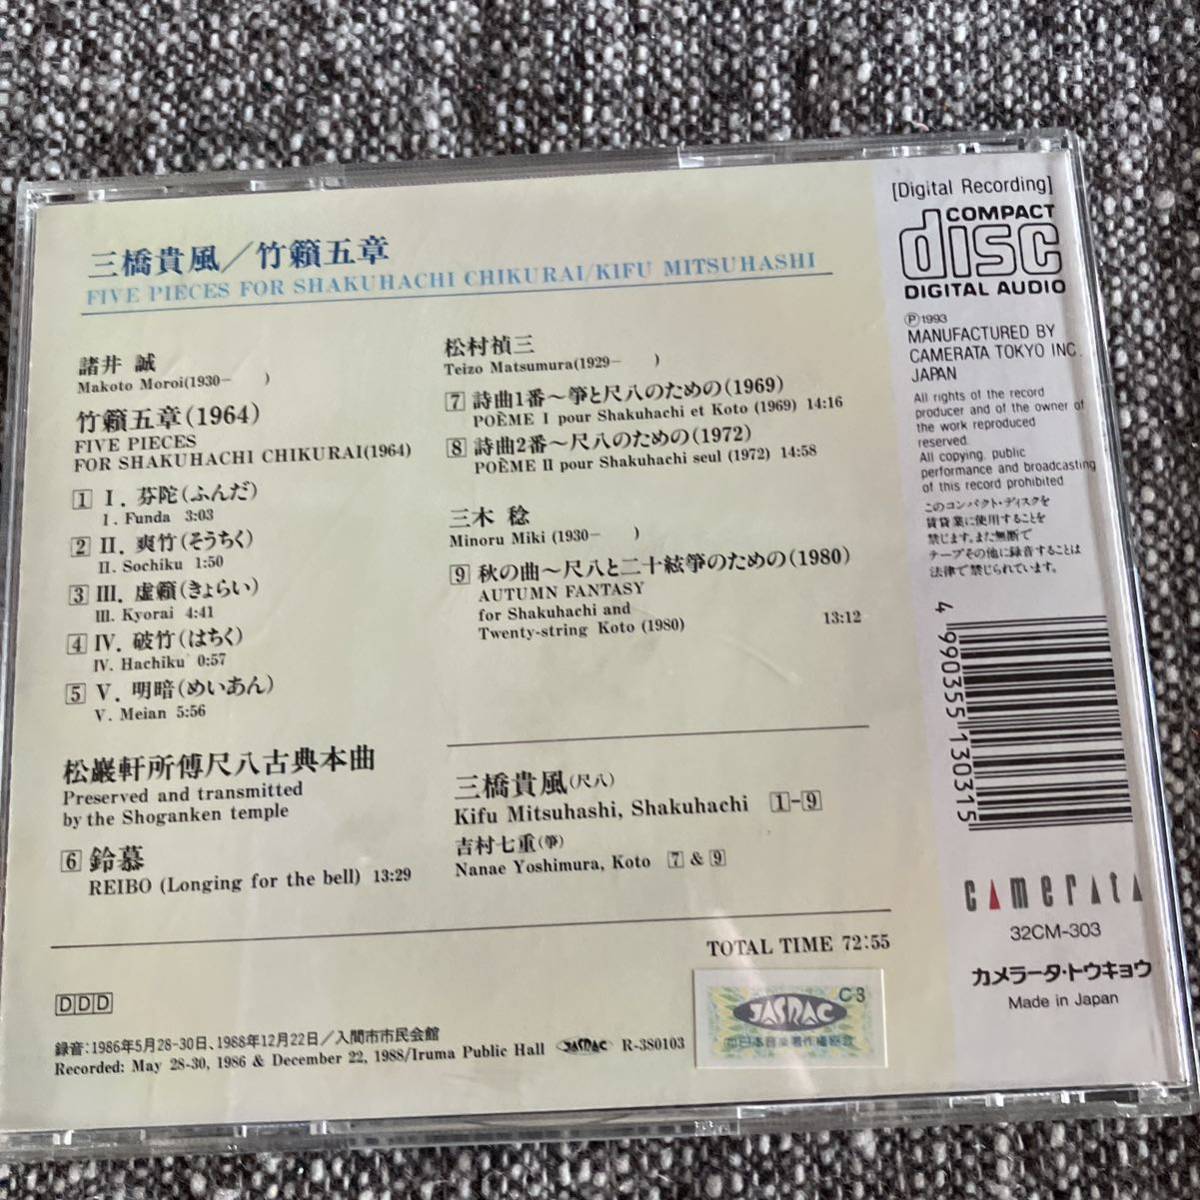 三橋貴風／竹籟五章
FIVE PIECES FOR SHAKUHACHI CHIKURAI/KIFU MITSUHASHI
諸井 誠
Makoto Moroi(1930– )
竹籟五章(1964)
FIVE PIECES
FOR SHAKUHACHI CHIKURAI(1964)
1 I. 芬陀(ふんだ)
I. Funda 3:03
2 II. 爽竹(そうちく)
II. Sochiku 1:50
3 III. 虚籟(きょらい)
III. Kyorai 4:41
4 IV. 破竹(はちく)
IV. Hachiku 0:57
5 V. 明暗(めいあん)
V. Meian 5:56
松巖軒所傳尺八古典本曲
Preserved and transmitted
by the Shoganken temple
6 鈴慕
REIBO (Longing for the bell) 13:29
松村禎三
Teizo Matsumura(1929– )
7 詩曲1番〜箏と尺八のための(1969)
POÈME I pour Shakuhachi et Koto (1969) 14:16
8 詩曲2番〜尺八のための(1972)
POÈME II pour Shakuhachi seul (1972) 14:58
三木 稔
Minoru Miki (1930– )
9 秋の曲〜尺八と二十絃箏のための(1980)
AUTUMN FANTASY
for Shakuhachi and
Twenty-string Koto (1980) 13:12
三橋貴風(尺八)
Kifu Mitsuhashi, Shakuhachi 1-9
吉村七重(箏)
Nanae Yoshimura, Koto 7 & 9
TOTAL TIME 72:55
DDD
録音：1986年5月28-30日、1988年12月22日／入間市市民会館
Recorded: May 28-30, 1986 & December 22, 1988/Iruma Public Hall JASRAC R-380103
C3
JASRAC
日本音楽著作権協会
[Digital Recording]
COMPACT
disc
DIGITAL AUDIO
Ⓟ1993
MANUFACTURED BY
CAMERATA TOKYO INC.
JAPAN
All rights of the record
producer and of the owner of
the work reproduced
reserved.
All copying, public
performance and broadcasting
of this record prohibited
このコンパクト・ディスクを
賃貸業に使用することを
禁じます。また無断で
テープその他に録音することは
法律で禁じられています。
4 990355 130315
camerata
32CM-303
カメラータ・トウキョウ
Made in Japan